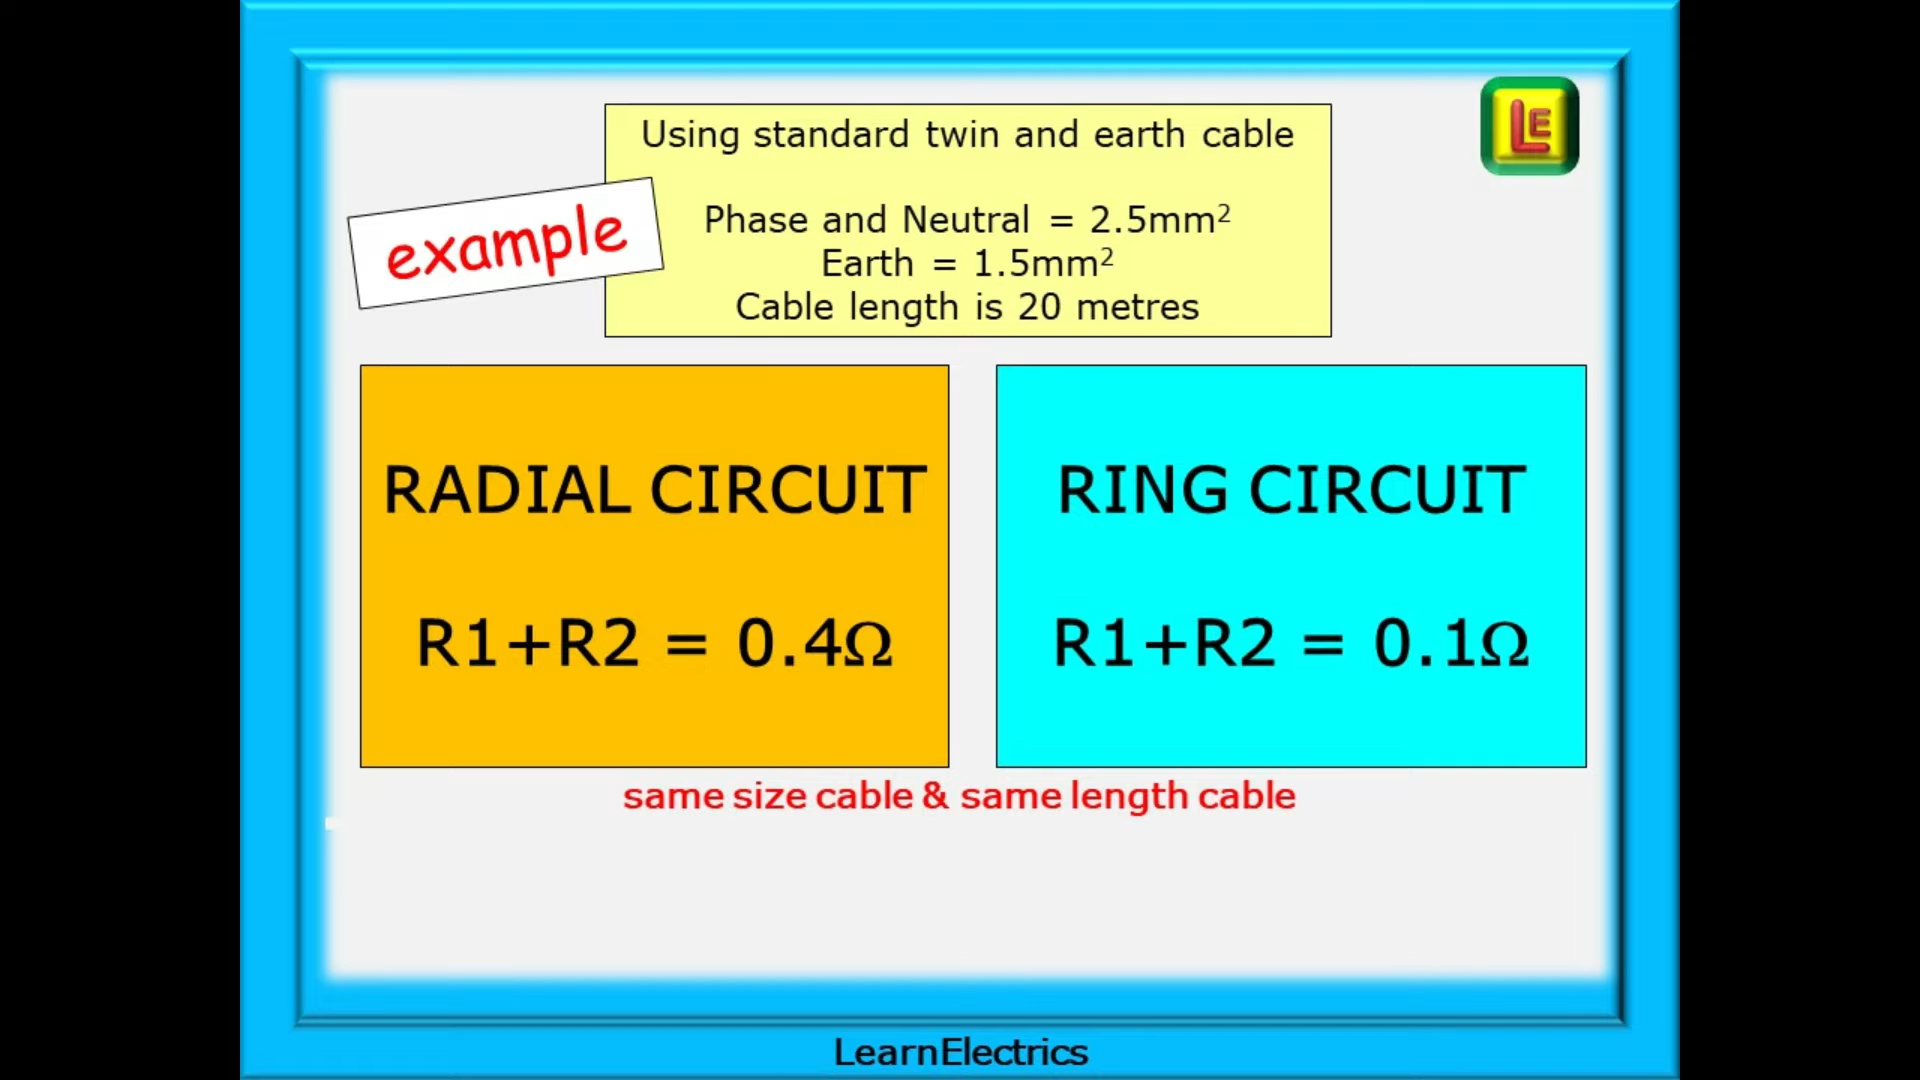 Using standard twin and earth cable
LE
example
Phase and Neutral = 2.5mm²
Earth = 1.5mm²
Cable length is 20 metres
RADIAL CIRCUIT
R1+R2 = 0.4Ω
RING CIRCUIT
R1+R2 = 0.1Ω
same size cable & same length cable
LearnElectrics